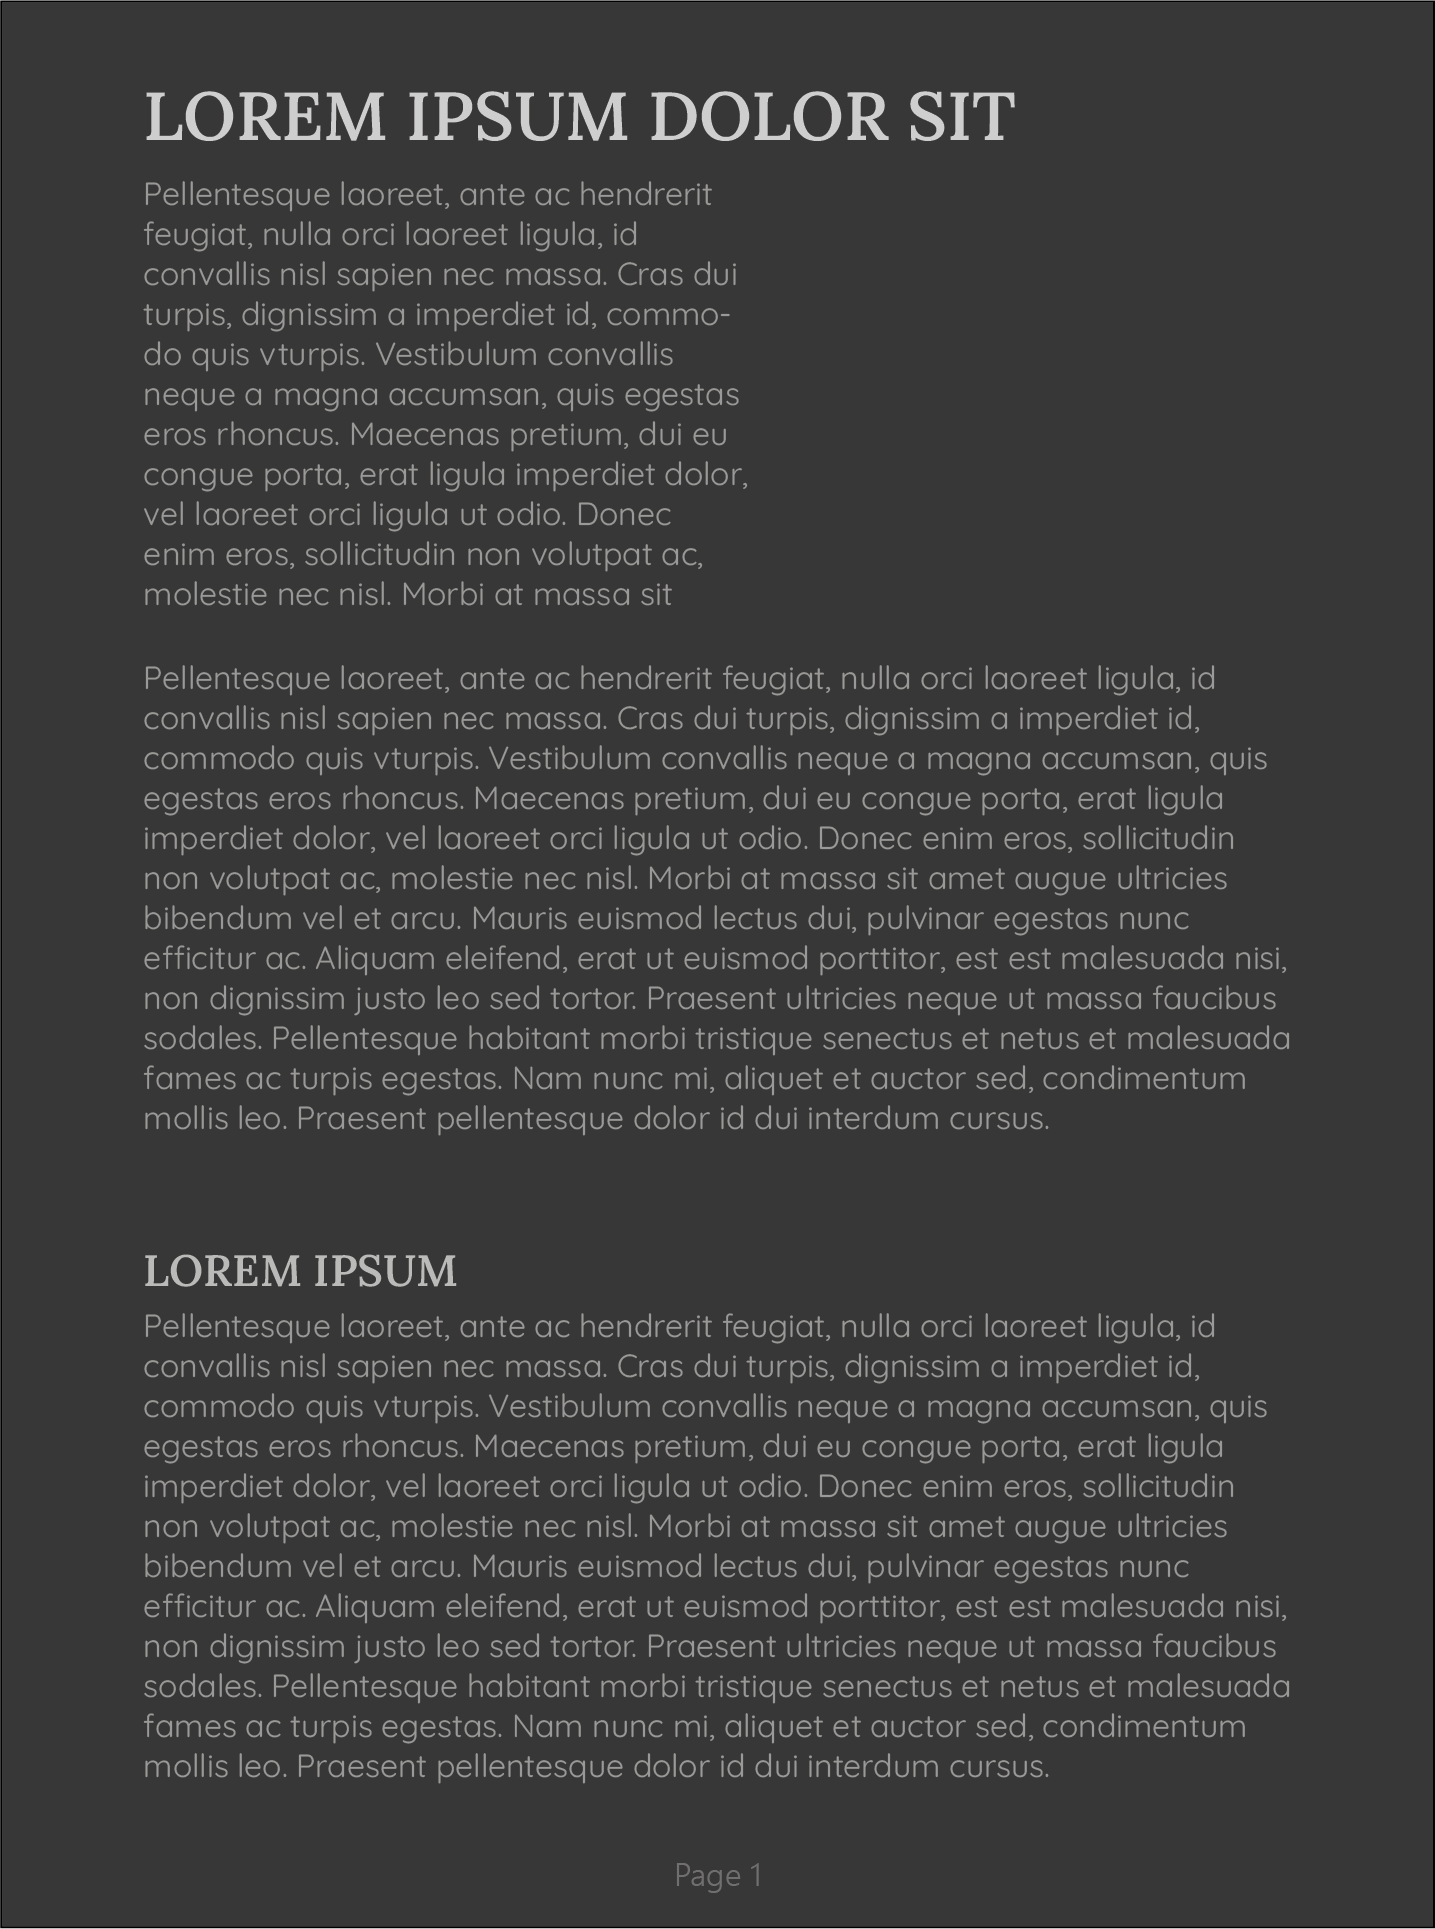 LOREM IPSUM DOLOR SIT
Pellentesque laoreet, ante ac hendrerit
feugiat, nulla orci laoreet ligula, id
convallis nisl sapien nec massa. Cras dui
turpis, dignissim a imperdiet id, commo-
do quis vturpis. Vestibulum convallis
neque a magna accumsan, quis egestas
eros rhoncus. Maecenas pretium, dui eu
congue porta, erat ligula imperdiet dolor,
vel laoreet orci ligula ut odio. Donec
enim eros, sollicitudin non volutpat ac,
molestie nec nisl. Morbi at massa sit
Pellentesque laoreet, ante ac hendrerit feugiat, nulla orci laoreet ligula, id
convallis nisl sapien nec massa. Cras dui turpis, dignissim a imperdiet id,
commodo quis vturpis. Vestibulum convallis neque a magna accumsan, quis
egestas eros rhoncus. Maecenas pretium, dui eu congue porta, erat ligula
imperdiet dolor, vel laoreet orci ligula ut odio. Donec enim eros, sollicitudin
non volutpat ac, molestie nec nisl. Morbi at massa sit amet augue ultricies
bibendum vel et arcu. Mauris euismod lectus dui, pulvinar egestas nunc
efficitur ac. Aliquam eleifend, erat ut euismod porttitor, est est malesuada nisi,
non dignissim justo leo sed tortor. Praesent ultricies neque ut massa faucibus
sodales. Pellentesque habitant morbi tristique senectus et netus et malesuada
fames ac turpis egestas. Nam nunc mi, aliquet et auctor sed, condimentum
mollis leo. Praesent pellentesque dolor id dui interdum cursus.
LOREM IPSUM
Pellentesque laoreet, ante ac hendrerit feugiat, nulla orci laoreet ligula, id
convallis nisl sapien nec massa. Cras dui turpis, dignissim a imperdiet id,
commodo quis vturpis. Vestibulum convallis neque a magna accumsan, quis
egestas eros rhoncus. Maecenas pretium, dui eu congue porta, erat ligula
imperdiet dolor, vel laoreet orci ligula ut odio. Donec enim eros, sollicitudin
non volutpat ac, molestie nec nisl. Morbi at massa sit amet augue ultricies
bibendum vel et arcu. Mauris euismod lectus dui, pulvinar egestas nunc
efficitur ac. Aliquam eleifend, erat ut euismod porttitor, est est malesuada nisi,
non dignissim justo leo sed tortor. Praesent ultricies neque ut massa faucibus
sodales. Pellentesque habitant morbi tristique senectus et netus et malesuada
fames ac turpis egestas. Nam nunc mi, aliquet et auctor sed, condimentum
mollis leo. Praesent pellentesque dolor id dui interdum cursus.
Page 1